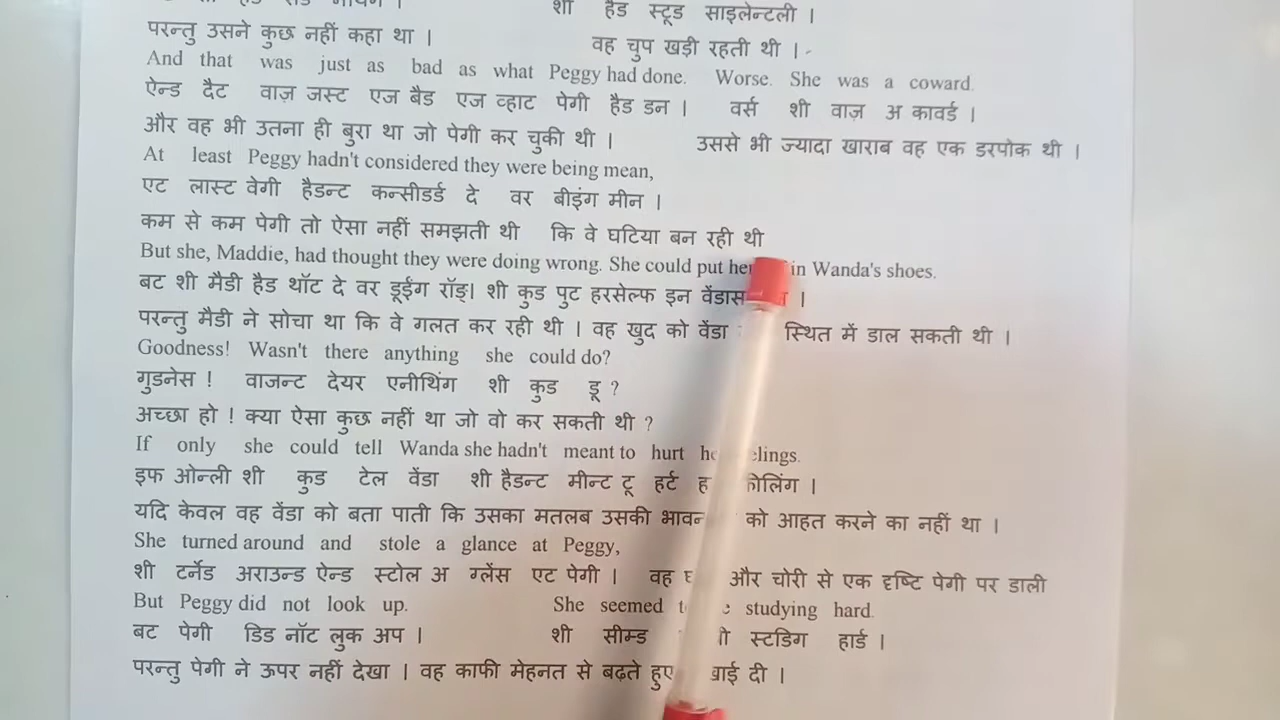 शी हैड स्टूड साइलेन्टली ।
परन्तु उसने कुछ नहीं कहा था । वह चुप खड़ी रहती थी ।
And that was just as bad as what Peggy had done. Worse. She was a coward.
ऐन्ड दैट वाज़ जस्ट एज बैड एज व्हाट पेगी हैड डन । वर्स शी वाज़ अ कावर्ड ।
और वह भी उतना ही बुरा था जो पेगी कर चुकी थी । उससे भी ज्यादा खाराब वह एक डरपोक थी ।
At least Peggy hadn't considered they were being mean,
एट लास्ट वेगी हैडन्ट कन्सीडर्ड दे वर बीइंग मीन ।
कम से कम पेगी तो ऐसा नहीं समझती थी कि वे घटिया बन रही थी
But she, Maddie, had thought they were doing wrong. She could put in Wanda's shoes.
बट शी मैडी हैड थॉट दे वर डूईंग रॉङ्ग। शी कुड पुट हरसेल्फ इन वेंडास ।
परन्तु मैडी ने सोचा था कि वे गलत कर रही थी । वह खुद को वेंडा स्थित में डाल सकती थी ।
Goodness! Wasn't there anything she could do?
गुडनेस ! वाजन्ट देयर एनीथिंग शी कुड डू ?
अच्छा हो ! क्या ऐसा कुछ नहीं था जो वो कर सकती थी ?
If only she could tell Wanda she hadn't meant to hurt
इफ ओन्ली शी कुड टेल वेंडा शी हैडन्ट मीन्ट टू हर्ट ।
यदि केवल वह वेंडा को बता पाती कि उसका मतलब उसकी को आहत करने का नहीं था ।
She turned around and stole a glance at Peggy,
शी टर्नेड अराउन्ड ऐन्ड स्टोल अ ग्लेंस एट पेगी । वह और चोरी से एक दृष्टि पेगी पर डाली
But Peggy did not look up. She seemed studying hard.
बट पेगी डिड नॉट लुक अप । शी सीम्ड स्टडिग हार्ड ।
परन्तु पेगी ने ऊपर नहीं देखा । वह काफी मेहनत से बढ़ते हुए दी ।